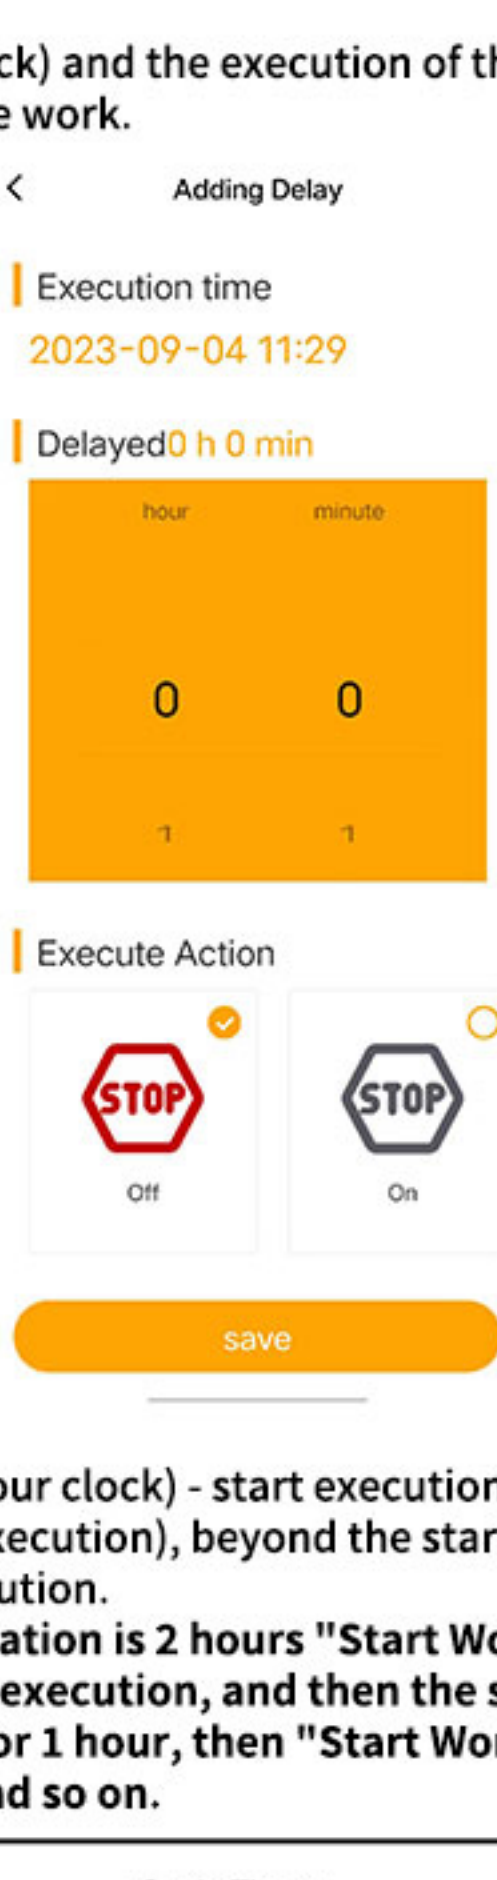 ck) and the execution of th
e work.
Adding Delay
Execution time
2023-09-04 11:29
Delayed0 h 0 min
hour minute
0 0
1 1
Execute Action
STOP STOP
Off On
save
our clock) - start execution
xecution), beyond the star
ution.
ation is 2 hours "Start Wo
execution, and then the s
or 1 hour, then "Start Wor
nd so on.